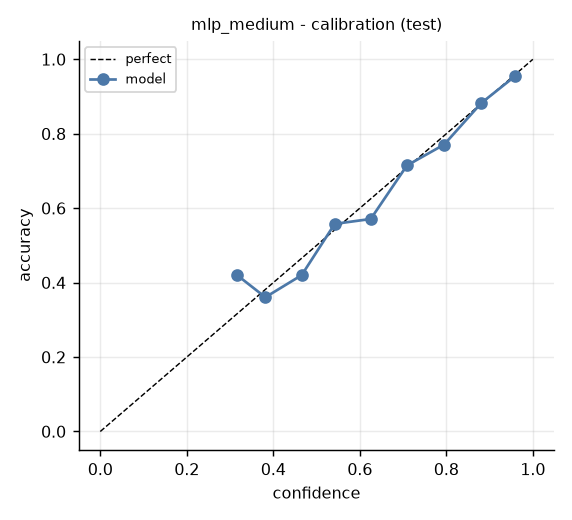 mlp_medium - calibration (test)
perfect
model
1.0
0.8
0.6
0.4
0.2
0.0
accuracy
0.0 0.2 0.4 0.6 0.8 1.0
confidence